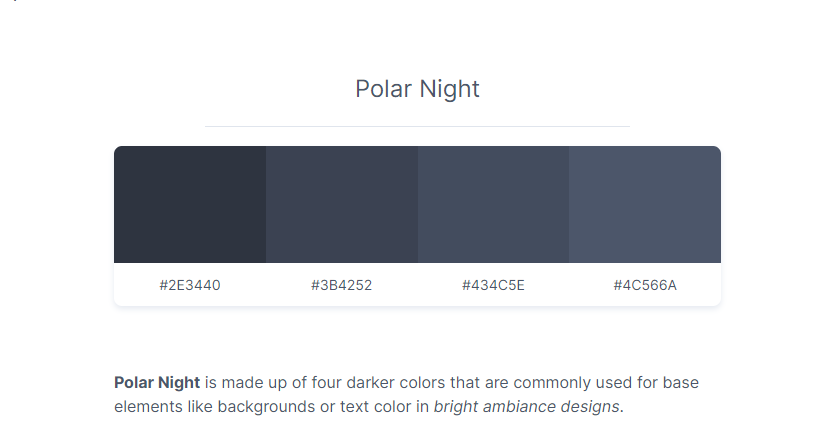 Polar Night
#2E3440 #3B4252 #434C5E #4C566A
Polar Night is made up of four darker colors that are commonly used for base
elements like backgrounds or text color in bright ambiance designs.